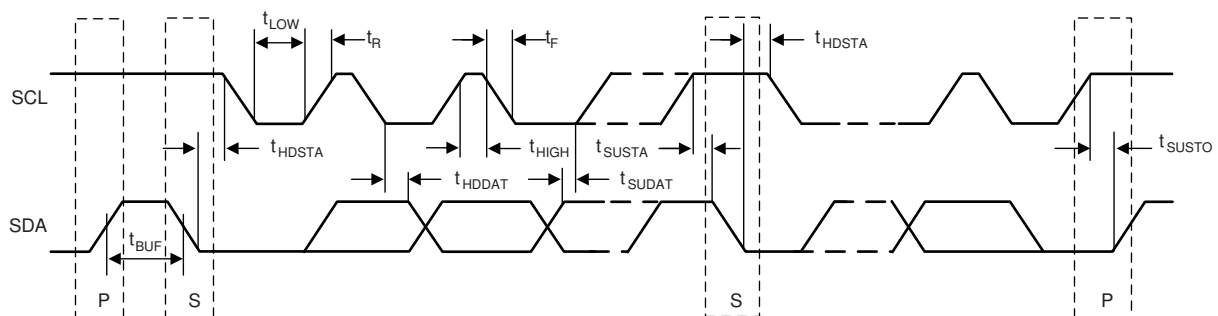 tLOW
tR
tF
tHDSTA
SCL
tHDSTA
tHIGH
tSUSTA
tSUSTO
tHDDAT
tSUDAT
SDA
tBUF
P
S
S
P